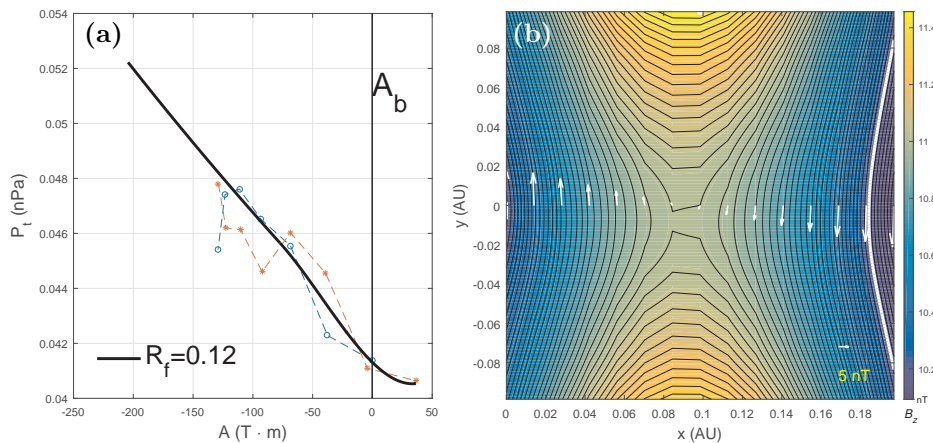 (a)
A_b
R_f=0.12
P_t (nPa)
0.054
0.052
0.05
0.048
0.046
0.044
0.042
0.04
-250 -200 -150 -100 -50 0 50
A (T · m)
(b)
y (AU)
0.08
0.06
0.04
0.02
0
-0.02
-0.04
-0.06
-0.08
5 nT
0 0.02 0.04 0.06 0.08 0.1 0.12 0.14 0.16 0.18
x (AU)
11.4
11.2
11
10.8
10.6
10.4
10.2
nT
B_z